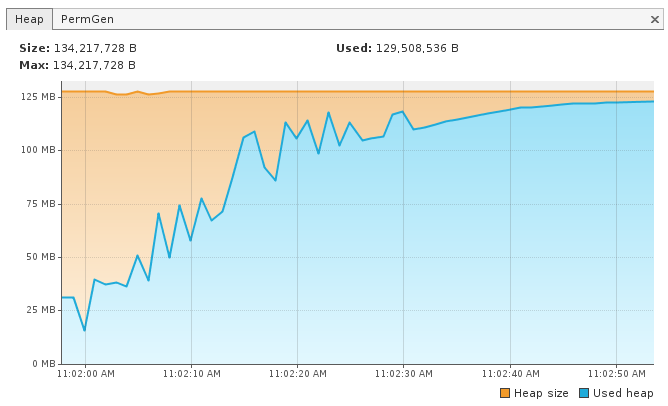 Heap PermGen ×
Size: 134,217,728 B Used: 129,508,536 B
Max: 134,217,728 B
125 MB
100 MB
75 MB
50 MB
25 MB
0 MB
11:02:00 AM 11:02:10 AM 11:02:20 AM 11:02:30 AM 11:02:40 AM 11:02:50 AM
Heap size Used heap